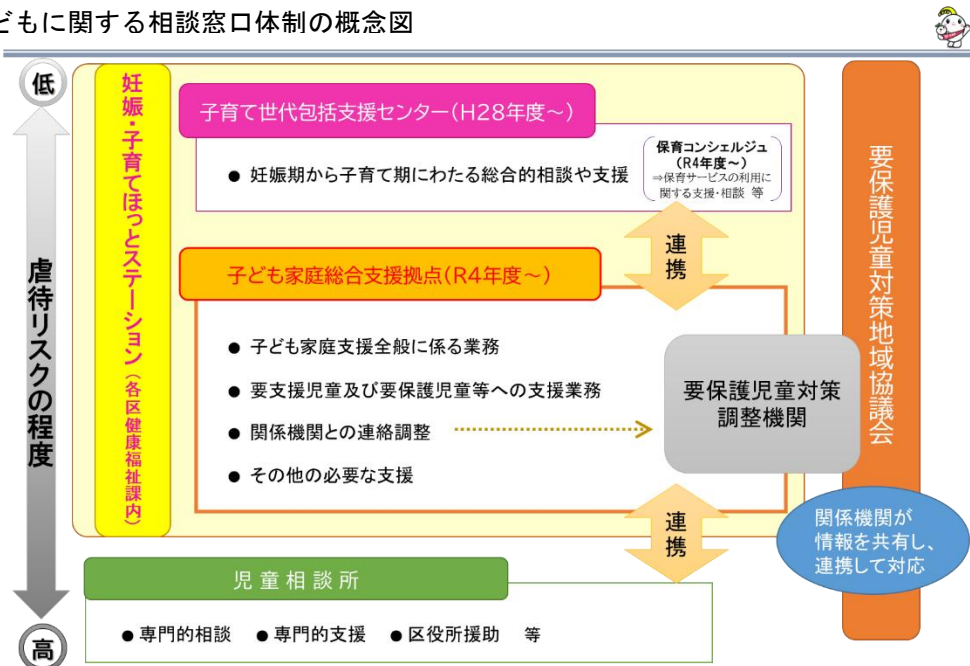 どもに関する相談窓口体制の概念図
低
虐待リスクの程度
高
妊娠・子育てほっとステーション（各区健康福祉課内）
子育て世代包括支援センター（H28年度～）
● 妊娠期から子育て期にわたる総合的相談や支援
保育コンシェルジュ
（R4年度～）
⇒保育サービスの利用に
関する支援・相談 等
連携
子ども家庭総合支援拠点（R4年度～）
● 子ども家庭支援全般に係る業務
● 要支援児童及び要保護児童等への支援業務
● 関係機関との連絡調整
● その他の必要な支援
要保護児童対策
調整機関
連携
児童相談所
● 専門的相談 ● 専門的支援 ● 区役所援助 等
要保護児童対策地域協議会
関係機関が
情報を共有し、
連携して対応